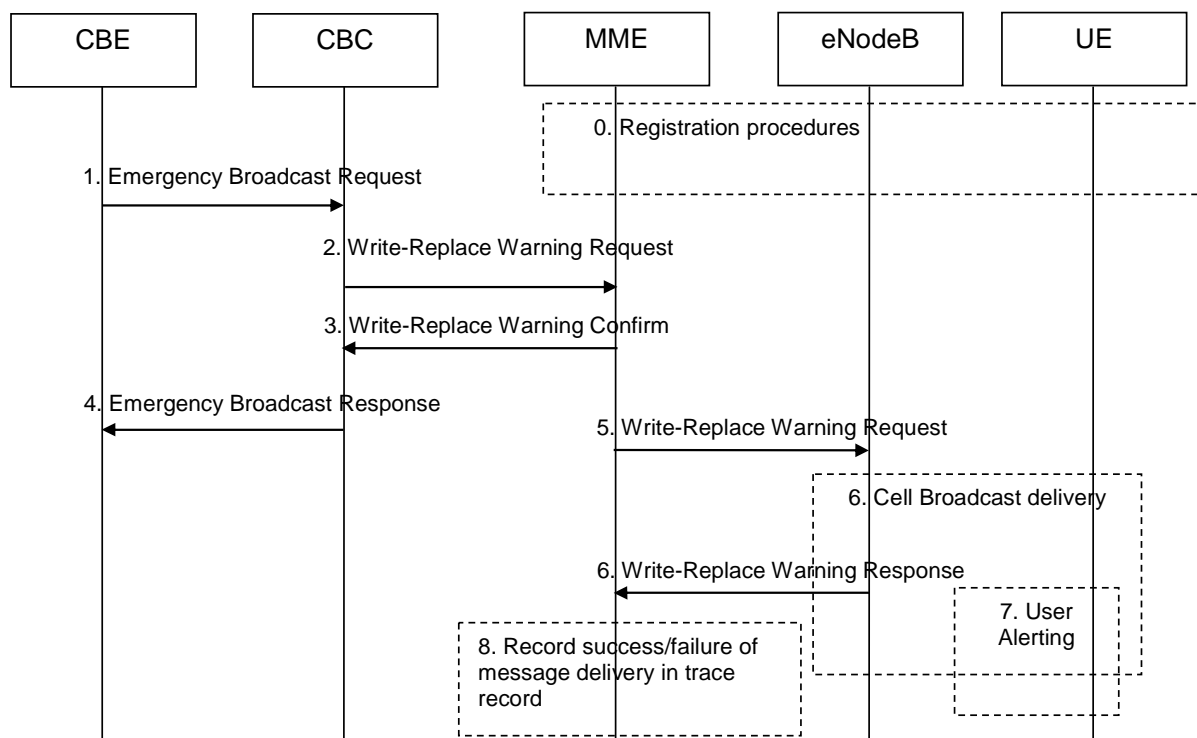 CBE
CBC
MME
eNodeB
UE
0. Registration procedures
1. Emergency Broadcast Request
2. Write-Replace Warning Request
3. Write-Replace Warning Confirm
4. Emergency Broadcast Response
5. Write-Replace Warning Request
6. Cell Broadcast delivery
6. Write-Replace Warning Response
7. User
Alerting
8. Record success/failure of
message delivery in trace
record